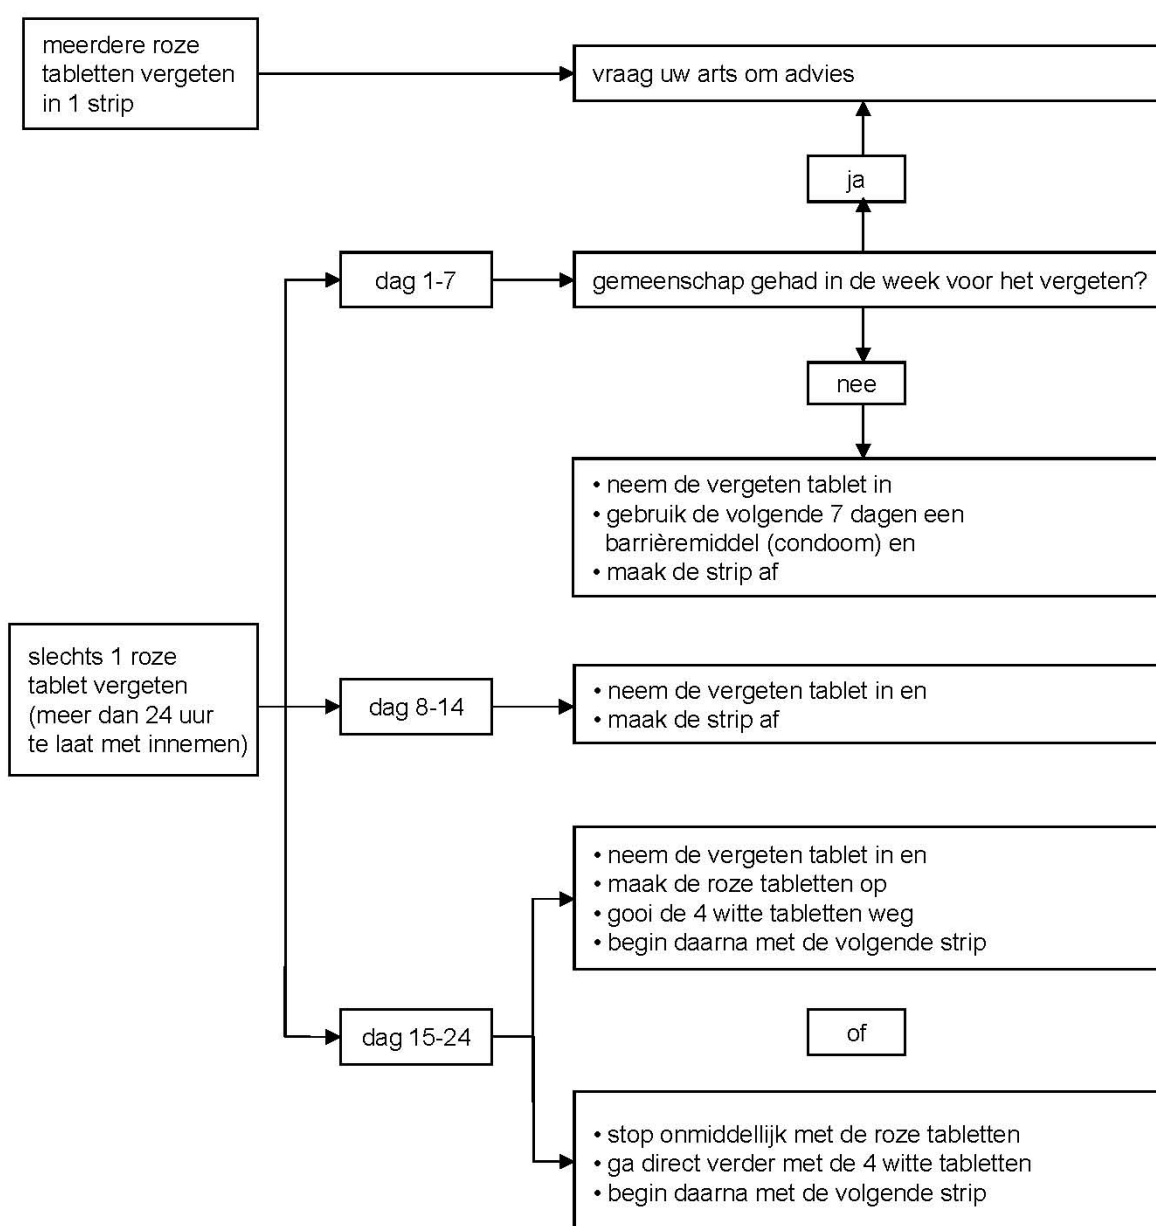 meerdere roze
tabletten vergeten
in 1 strip
vraag uw arts om advies
ja
dag 1-7
gemeenschap gehad in de week voor het vergeten?
nee
• neem de vergeten tablet in
• gebruik de volgende 7 dagen een
barrièremiddel (condoom) en
• maak de strip af
slechts 1 roze
tablet vergeten
(meer dan 24 uur
te laat met innemen)
dag 8-14
• neem de vergeten tablet in en
• maak de strip af
• neem de vergeten tablet in en
• maak de roze tabletten op
• gooi de 4 witte tabletten weg
• begin daarna met de volgende strip
dag 15-24
of
• stop onmiddellijk met de roze tabletten
• ga direct verder met de 4 witte tabletten
• begin daarna met de volgende strip